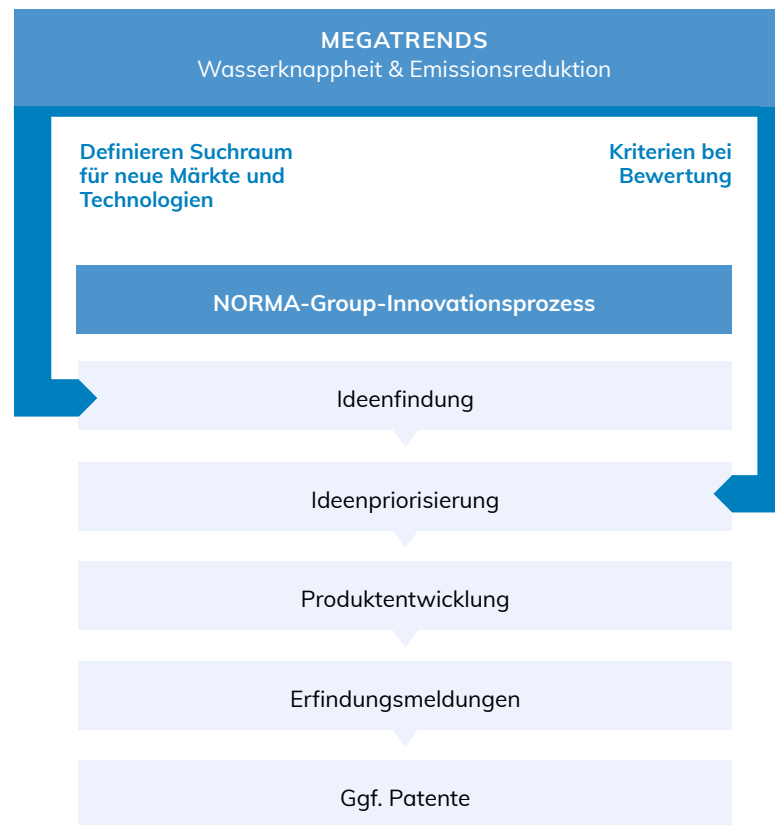 MEGATRENDS
Wasserknappheit & Emissionsreduktion
Definieren Suchraum
für neue Märkte und
Technologien
Kriterien bei
Bewertung
NORMA-Group-Innovationsprozess
Ideenfindung
Ideenpriorisierung
Produktentwicklung
Erfindungsmeldungen
Ggf. Patente